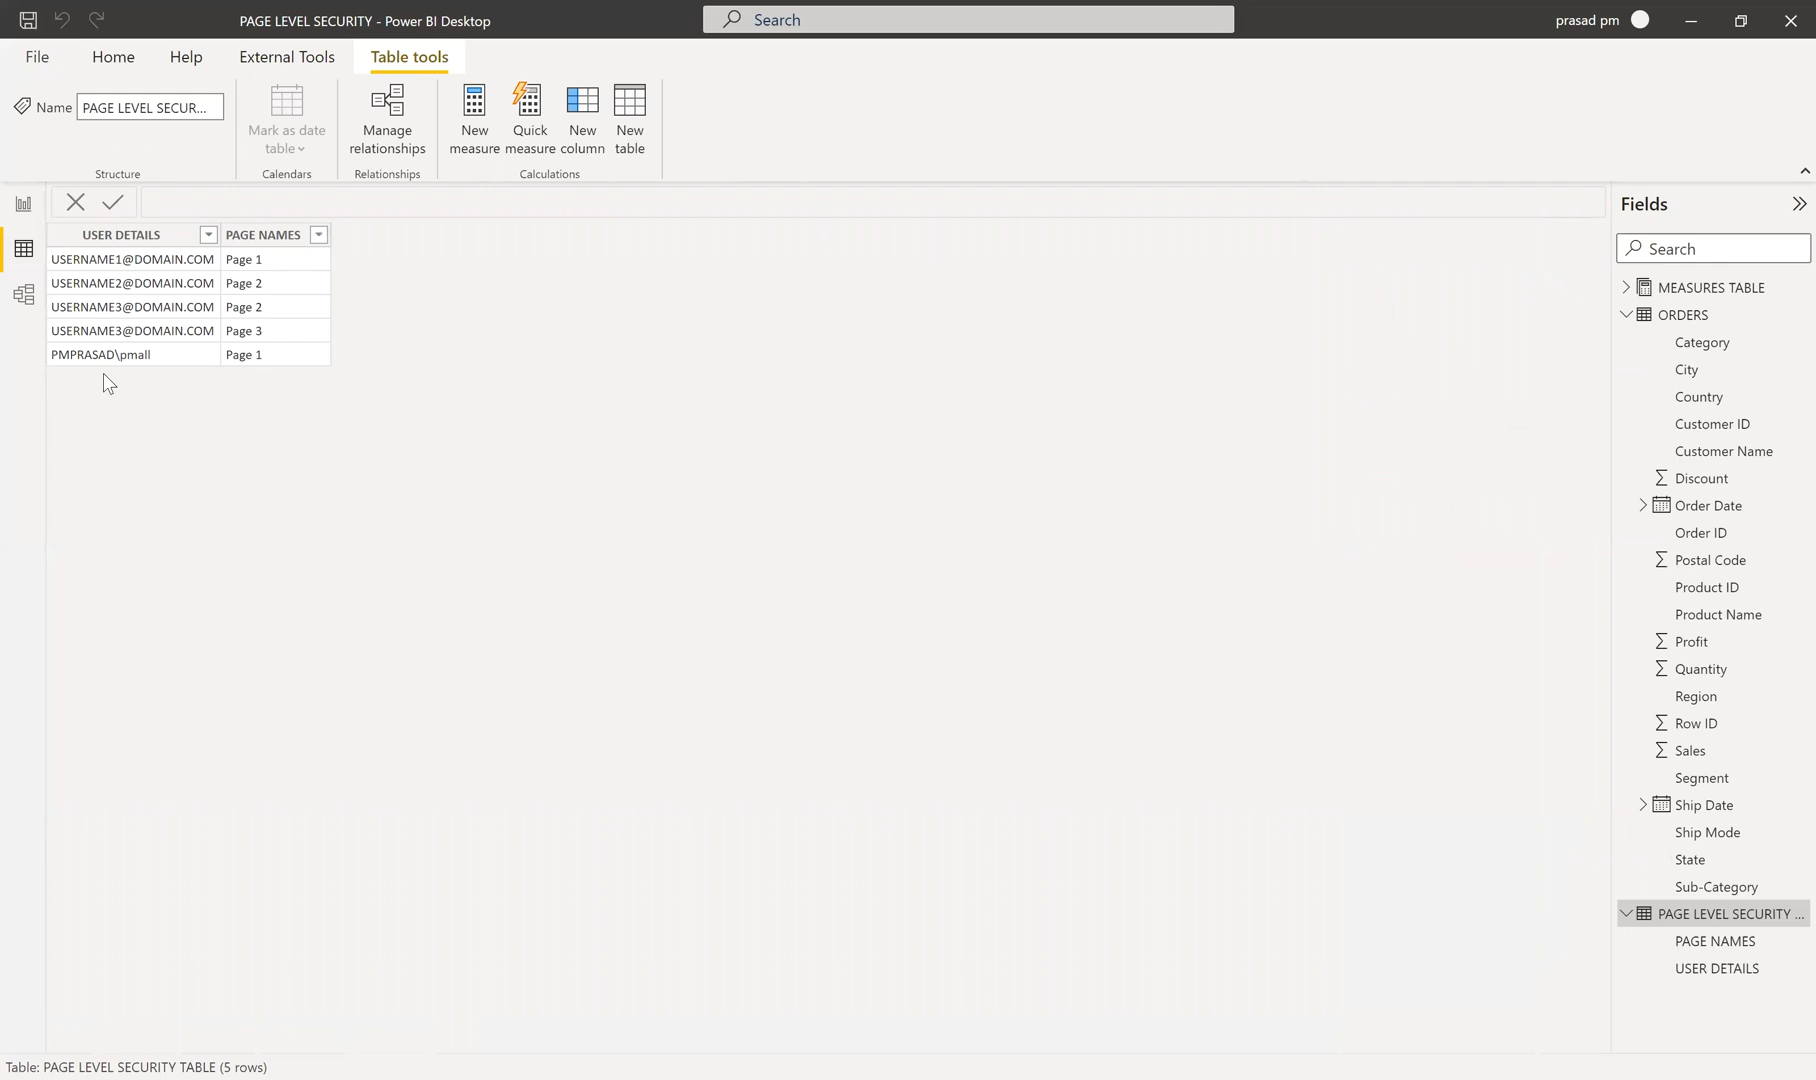 PAGE LEVEL SECURITY - Power BI Desktop
Search
prasad pm
File Home Help External Tools Table tools
Name PAGE LEVEL SECUR...
Mark as date table
Manage relationships
New measure
Quick measure
New column
New table
Structure Calendars Relationships Calculations
Fields
Search
USER DETAILS PAGE NAMES
USERNAME1@DOMAIN.COM Page 1
USERNAME2@DOMAIN.COM Page 2
USERNAME3@DOMAIN.COM Page 2
USERNAME3@DOMAIN.COM Page 3
PMPRASAD\pmall Page 1
MEASURES TABLE
ORDERS
Category
City
Country
Customer ID
Customer Name
Discount
Order Date
Order ID
Postal Code
Product ID
Product Name
Profit
Quantity
Region
Row ID
Sales
Segment
Ship Date
Ship Mode
State
Sub-Category
PAGE LEVEL SECURITY ...
PAGE NAMES
USER DETAILS
Table: PAGE LEVEL SECURITY TABLE (5 rows)